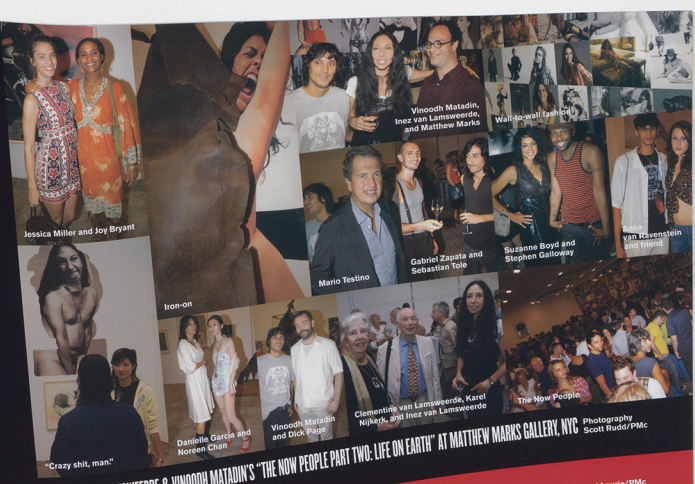 Vinoodh Matadin,
Inez van Lamsweerde,
and Matthew Marks
Wall-to-wall fashion
Jessica Miller and Joy Bryant
Iron-on
Mario Testino
Gabriel Zapata and
Sebastian Tole
Suzanne Boyd and
Stephen Galloway
Anna
van Ravenstein
and friend
"Crazy shit, man."
Danielle Garcia and
Noreen Chan
Vinoodh Matadin
and Dick Page
Clementine van Lamsweerde, Karel
Nijkerk, and Inez van Lamsweerde
The Now People
& VINOODH MATADIN'S "THE NOW PEOPLE PART TWO: LIFE ON EARTH" AT MATTHEW MARKS GALLERY, NYC
Photography
Scott Rudd/PMc